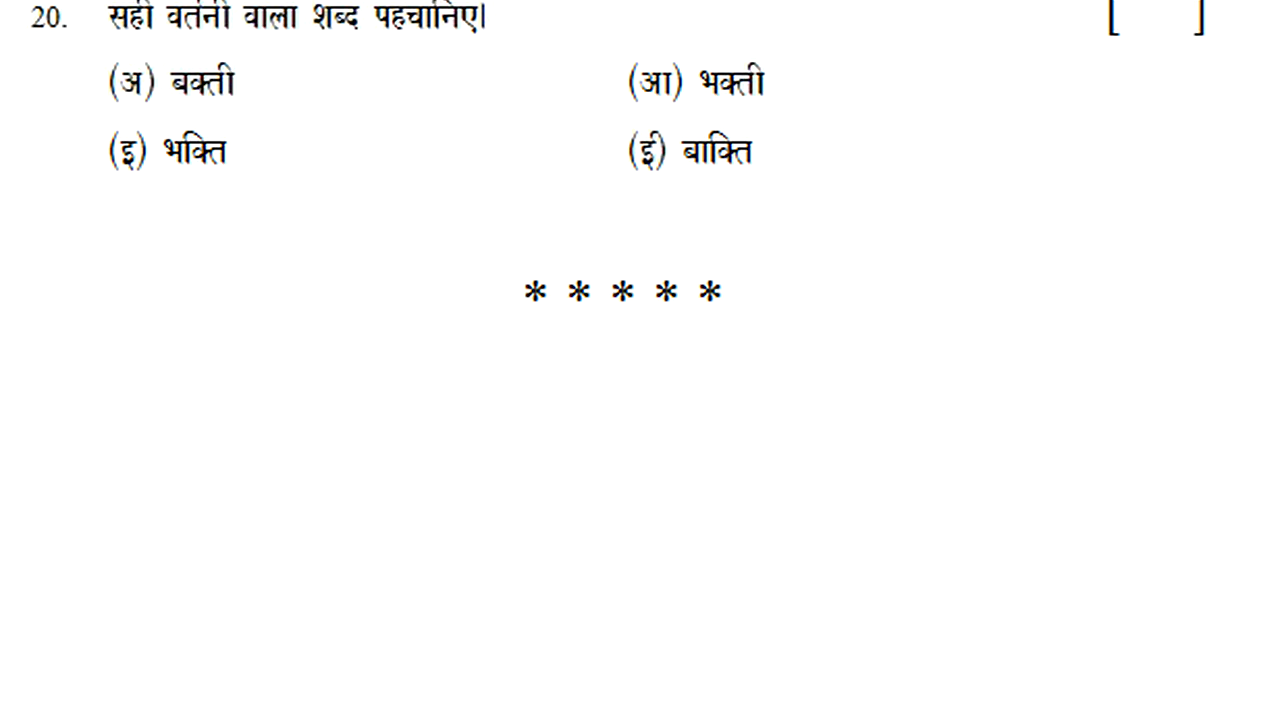 20. सही वर्तनी वाला शब्द पहचानिए। [ ]
(अ) बक्ती (आ) भक्ती
(इ) भक्ति (ई) बाक्ति
* * * * *